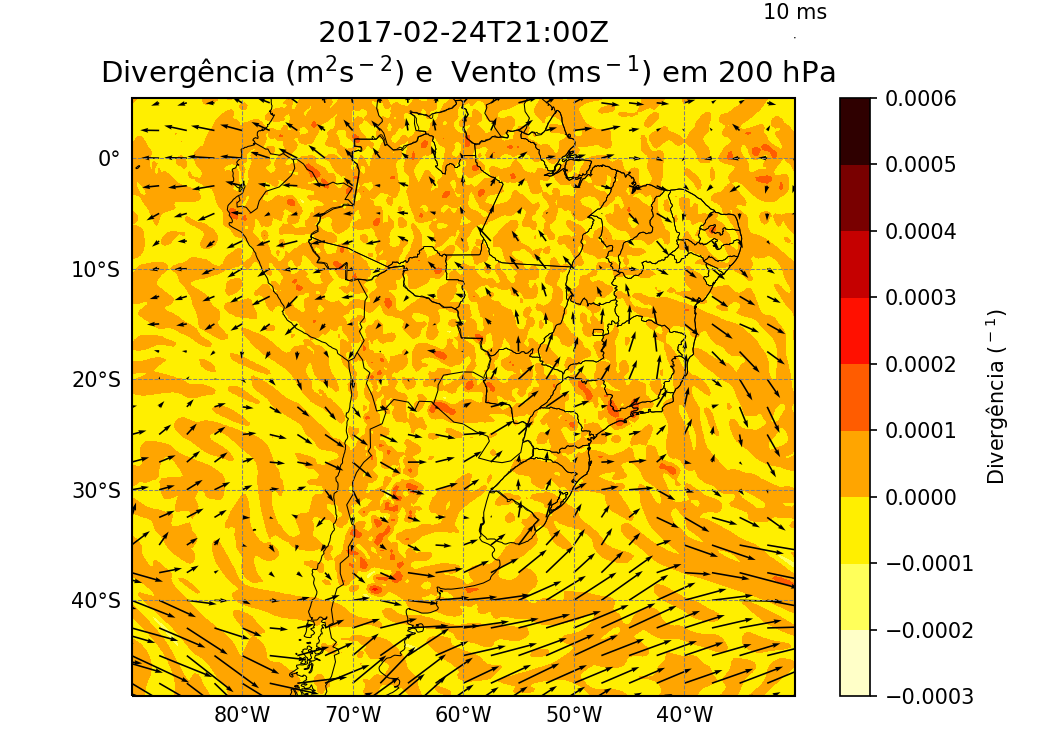 10 ms
2017-02-24T21:00Z
Divergência (m²s⁻²) e Vento (ms⁻¹) em 200 hPa
0°
10°S
20°S
30°S
40°S
80°W 70°W 60°W 50°W 40°W
0.0006
0.0005
0.0004
0.0003
0.0002
0.0001
0.0000
−0.0001
−0.0002
−0.0003
Divergência (⁻¹)